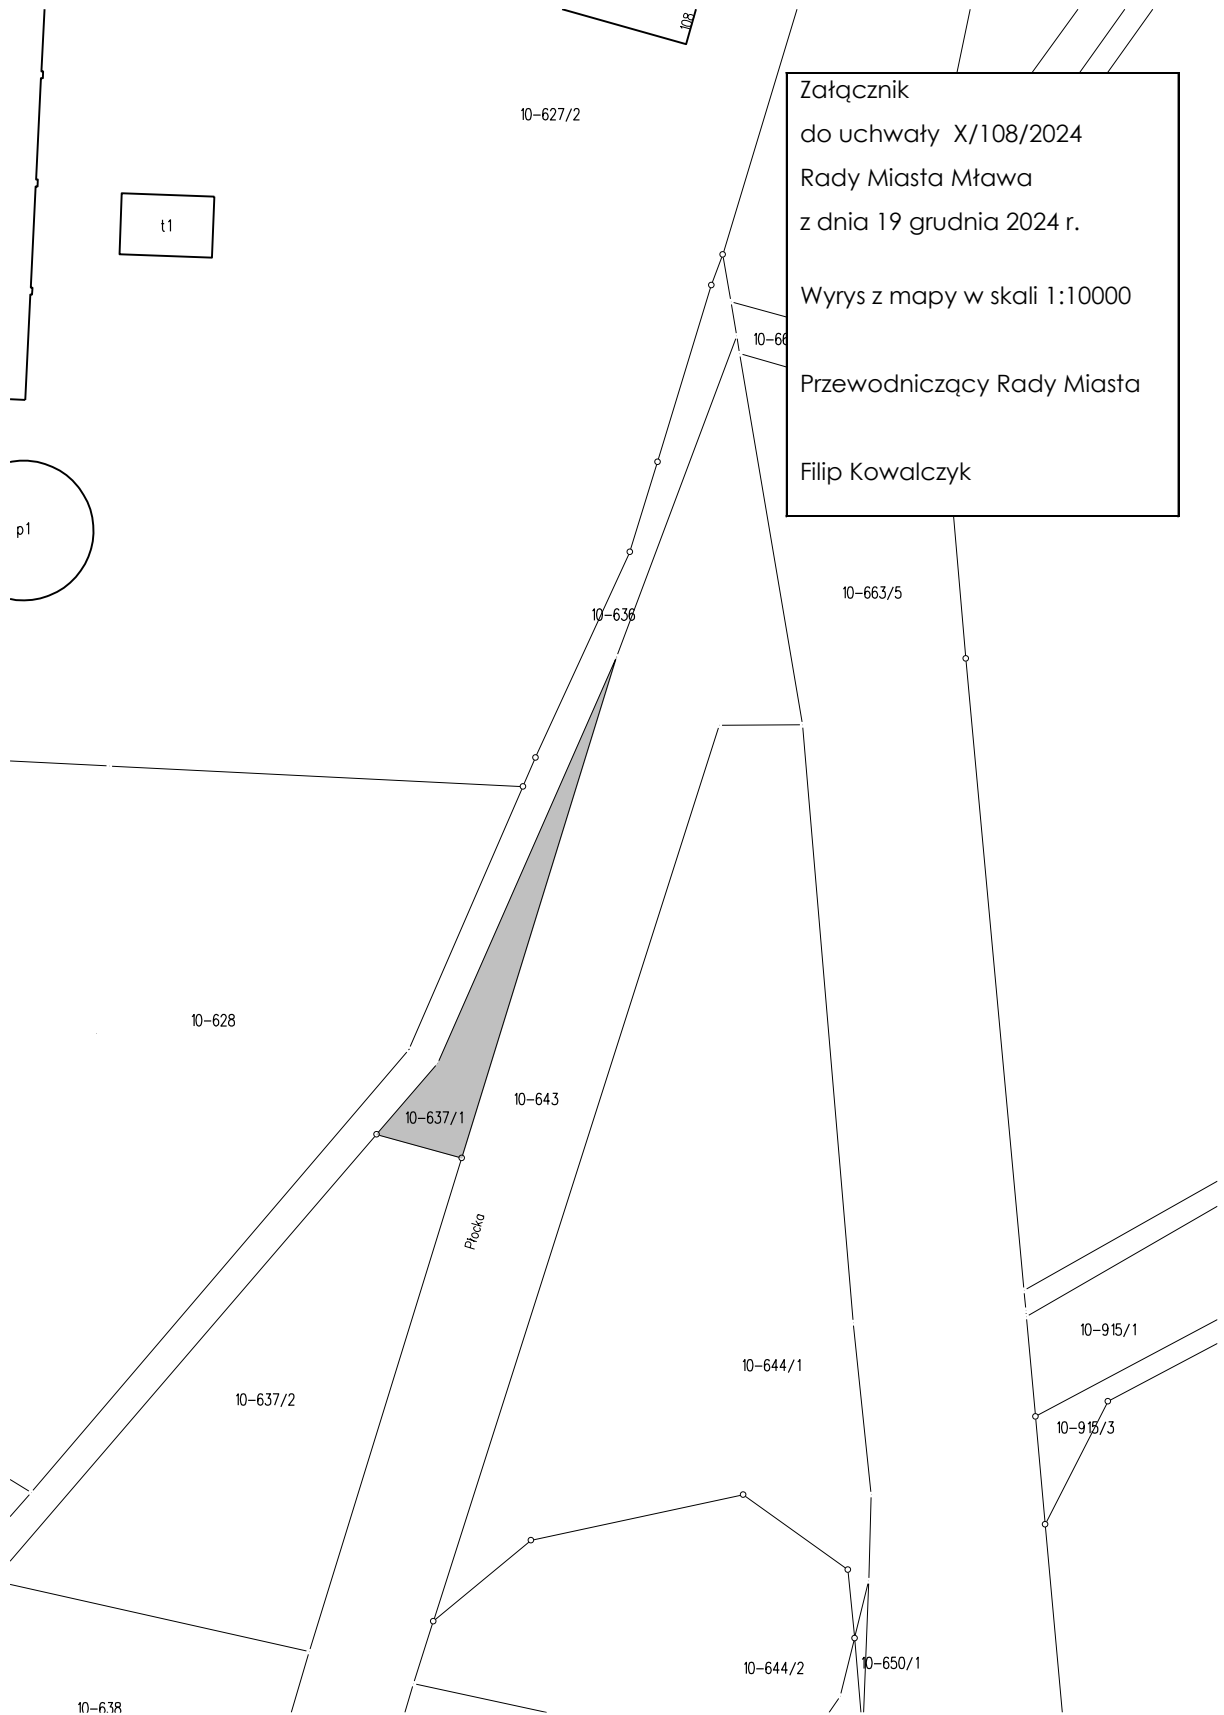 108
10-627/2
Załącznik
do uchwały X/108/2024
Rady Miasta Mława
z dnia 19 grudnia 2024 r.
Wyrys z mapy w skali 1:10000
Przewodniczący Rady Miasta
Filip Kowalczyk
t1
10-66
p1
10-663/5
10-636
10-628
10-643
10-637/1
Płocka
10-915/1
10-644/1
10-637/2
10-915/3
10-650/1
10-644/2
10-638